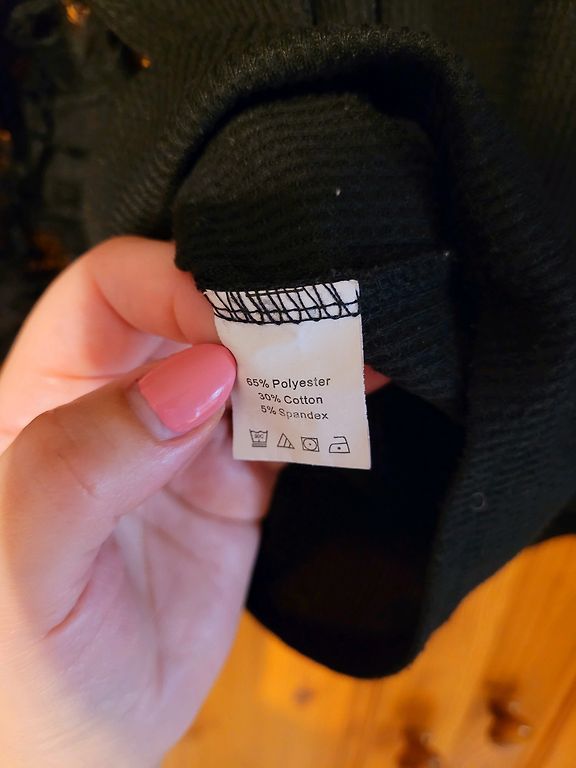 65% Polyester
30% Cotton
5% Spandex